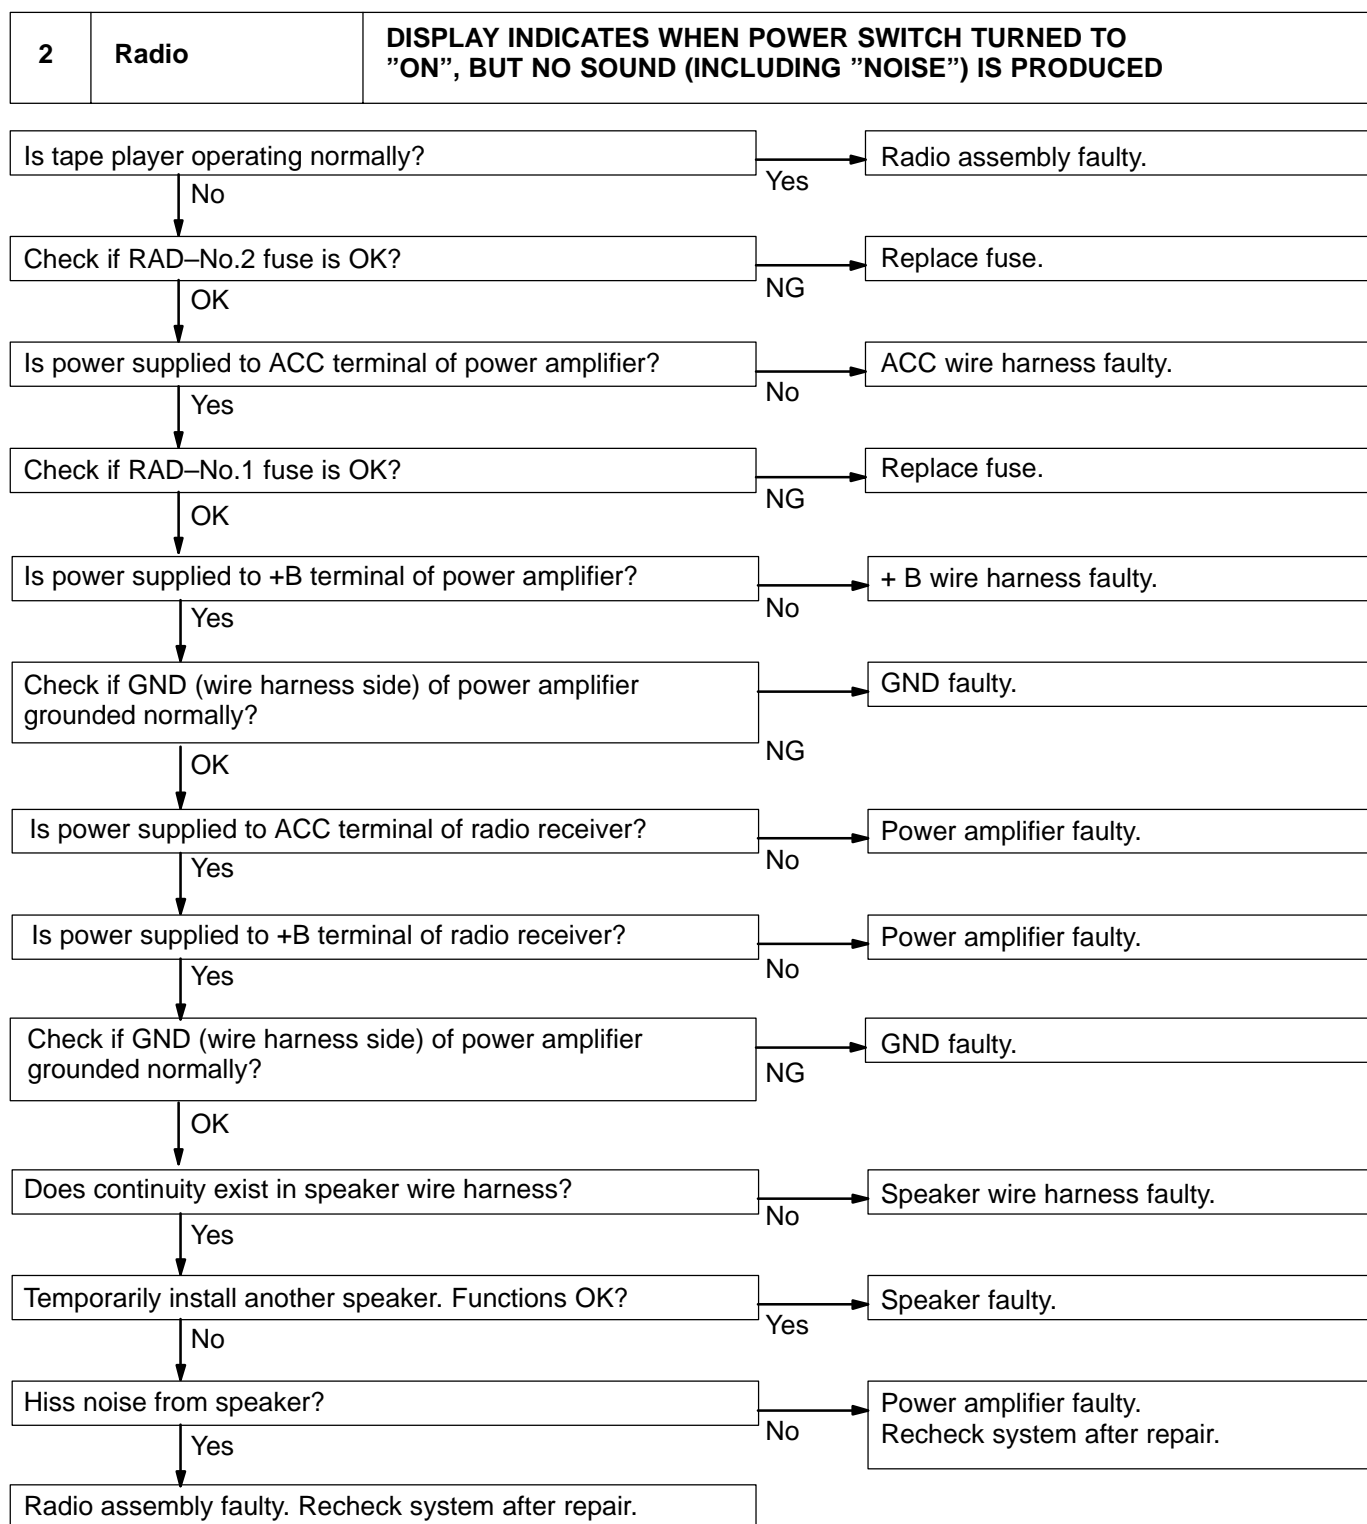 2
Radio
DISPLAY INDICATES WHEN POWER SWITCH TURNED TO
”ON”, BUT NO SOUND (INCLUDING ”NOISE”) IS PRODUCED
Is tape player operating normally?
Yes
Radio assembly faulty.
No
Check if RAD–No.2 fuse is OK?
NG
Replace fuse.
OK
Is power supplied to ACC terminal of power amplifier?
No
ACC wire harness faulty.
Yes
Check if RAD–No.1 fuse is OK?
NG
Replace fuse.
OK
Is power supplied to +B terminal of power amplifier?
No
+ B wire harness faulty.
Yes
Check if GND (wire harness side) of power amplifier
grounded normally?
NG
GND faulty.
OK
Is power supplied to ACC terminal of radio receiver?
No
Power amplifier faulty.
Yes
Is power supplied to +B terminal of radio receiver?
No
Power amplifier faulty.
Yes
Check if GND (wire harness side) of power amplifier
grounded normally?
NG
GND faulty.
OK
Does continuity exist in speaker wire harness?
No
Speaker wire harness faulty.
Yes
Temporarily install another speaker. Functions OK?
Yes
Speaker faulty.
No
Hiss noise from speaker?
No
Power amplifier faulty.
Recheck system after repair.
Yes
Radio assembly faulty. Recheck system after repair.